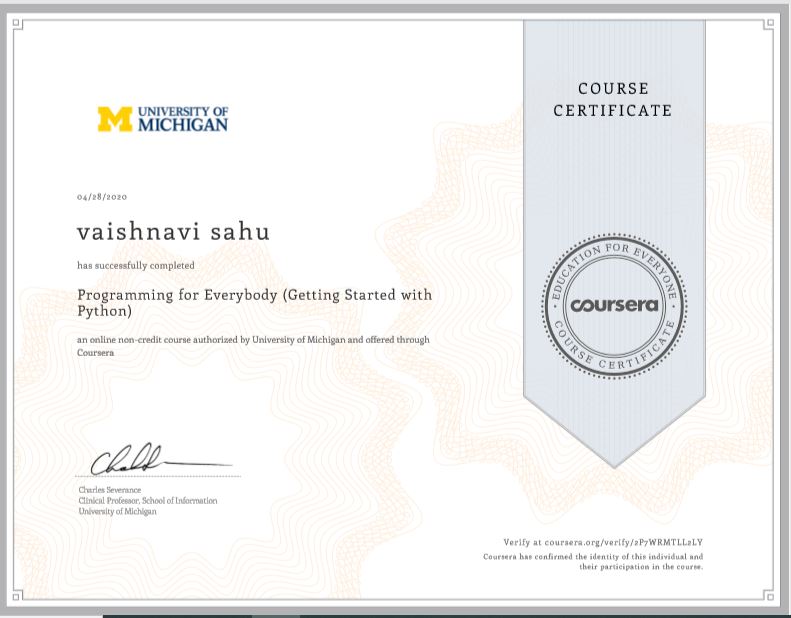 UNIVERSITY OF
MICHIGAN
COURSE
CERTIFICATE
04/28/2020
vaishnavi sahu
has successfully completed
Programming for Everybody (Getting Started with
Python)
an online non-credit course authorized by University of Michigan and offered through
Coursera
EDUCATION FOR EVERYONE
coursera
COURSE CERTIFICATE
Charles Severance
Clinical Professor, School of Information
University of Michigan
Verify at coursera.org/verify/2P7WRMTLL2LY
Coursera has confirmed the identity of this individual and
their participation in the course.